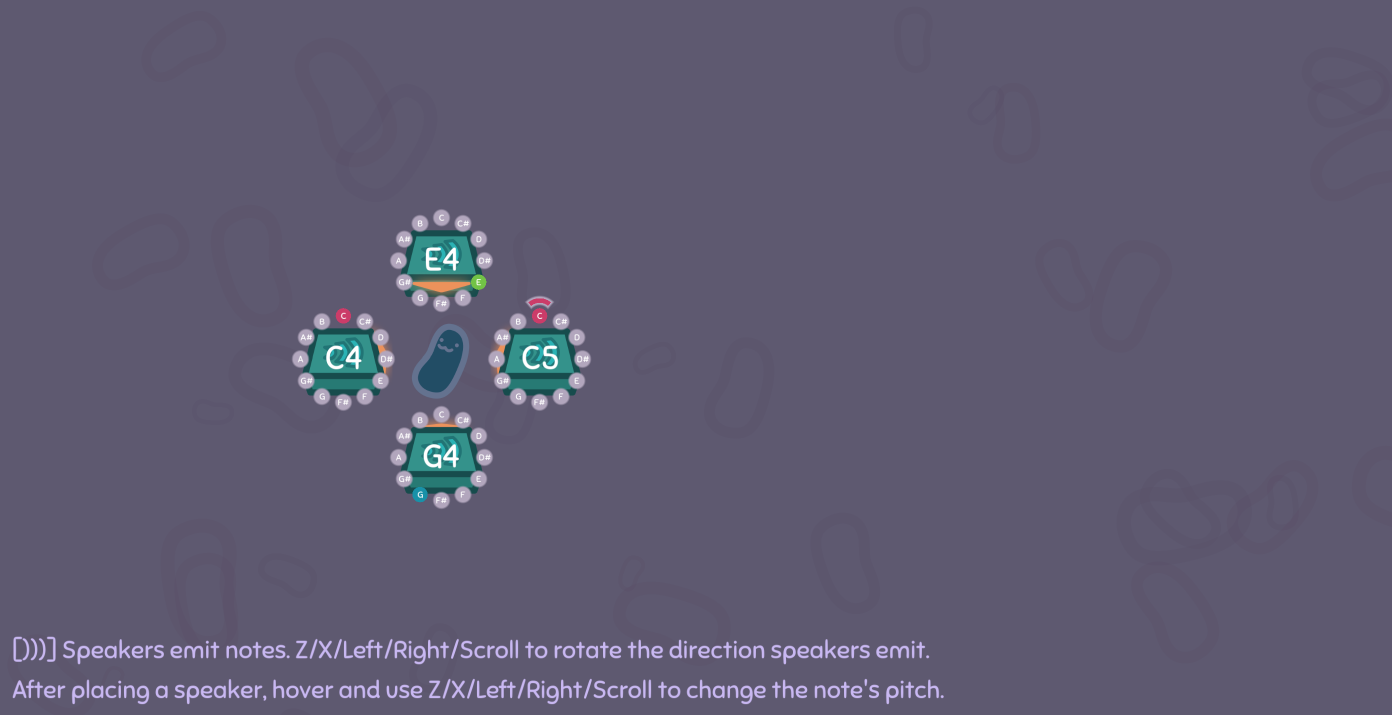 C
B C#
A# D
E4
A D#
G# E
G F
F#
C C
B C# B C#
A# D A# D
C4 C5
A D# A D#
G# E G# E
G F G F
F# F#
C
B C#
A# D
G4
A D#
G# E
G F
F#
[)))] Speakers emit notes. Z/X/Left/Right/Scroll to rotate the direction speakers emit.
After placing a speaker, hover and use Z/X/Left/Right/Scroll to change the note's pitch.